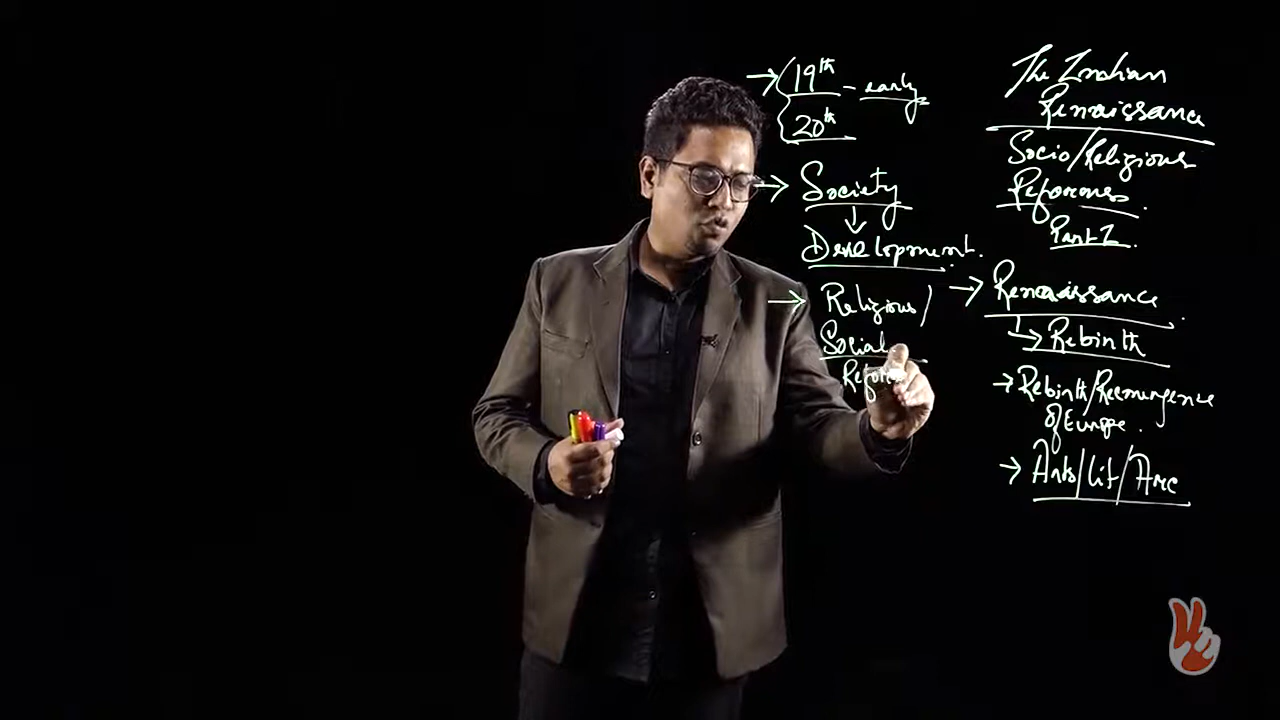 The Indian
Renaissance
Socio/Religious
Reforms.
Part I.
→ Renaissance.
→ Rebirth
→ Rebirth/Reemergence
of Europe.
→ Arts/Lit/Arc
→ 19th - early
20th
→ Society
↓
Development.
→ Religious/
Social
Reform